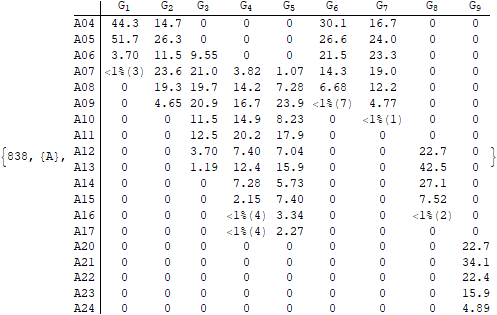 G1 G2 G3 G4 G5 G6 G7 G8 G9
A04 44.3 14.7 0 0 0 30.1 16.7 0 0
A05 51.7 26.3 0 0 0 26.6 24.0 0 0
A06 3.70 11.5 9.55 0 0 21.5 23.3 0 0
A07 <1%(3) 23.6 21.0 3.82 1.07 14.3 19.0 0 0
A08 0 19.3 19.7 14.2 7.28 6.68 12.2 0 0
A09 0 4.65 20.9 16.7 23.9 <1%(7) 4.77 0 0
A10 0 0 11.5 14.9 8.23 0 <1%(1) 0 0
A11 0 0 12.5 20.2 17.9 0 0 0 0
{838, {A}, A12 0 0 3.70 7.40 7.04 0 0 22.7 0 }
A13 0 0 1.19 12.4 15.9 0 0 42.5 0
A14 0 0 0 7.28 5.73 0 0 27.1 0
A15 0 0 0 2.15 7.40 0 0 7.52 0
A16 0 0 0 <1%(4) 3.34 0 0 <1%(2) 0
A17 0 0 0 <1%(4) 2.27 0 0 0 0
A20 0 0 0 0 0 0 0 0 22.7
A21 0 0 0 0 0 0 0 0 34.1
A22 0 0 0 0 0 0 0 0 22.4
A23 0 0 0 0 0 0 0 0 15.9
A24 0 0 0 0 0 0 0 0 4.89